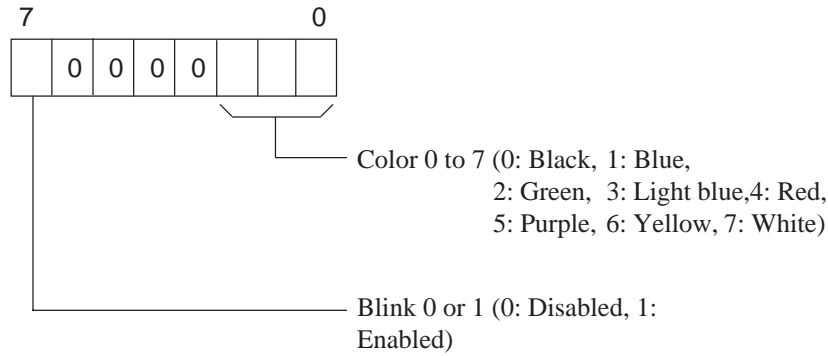 7 0
0 0 0 0
Color 0 to 7 (0: Black, 1: Blue,
2: Green, 3: Light blue,4: Red,
5: Purple, 6: Yellow, 7: White)
Blink 0 or 1 (0: Disabled, 1:
Enabled)